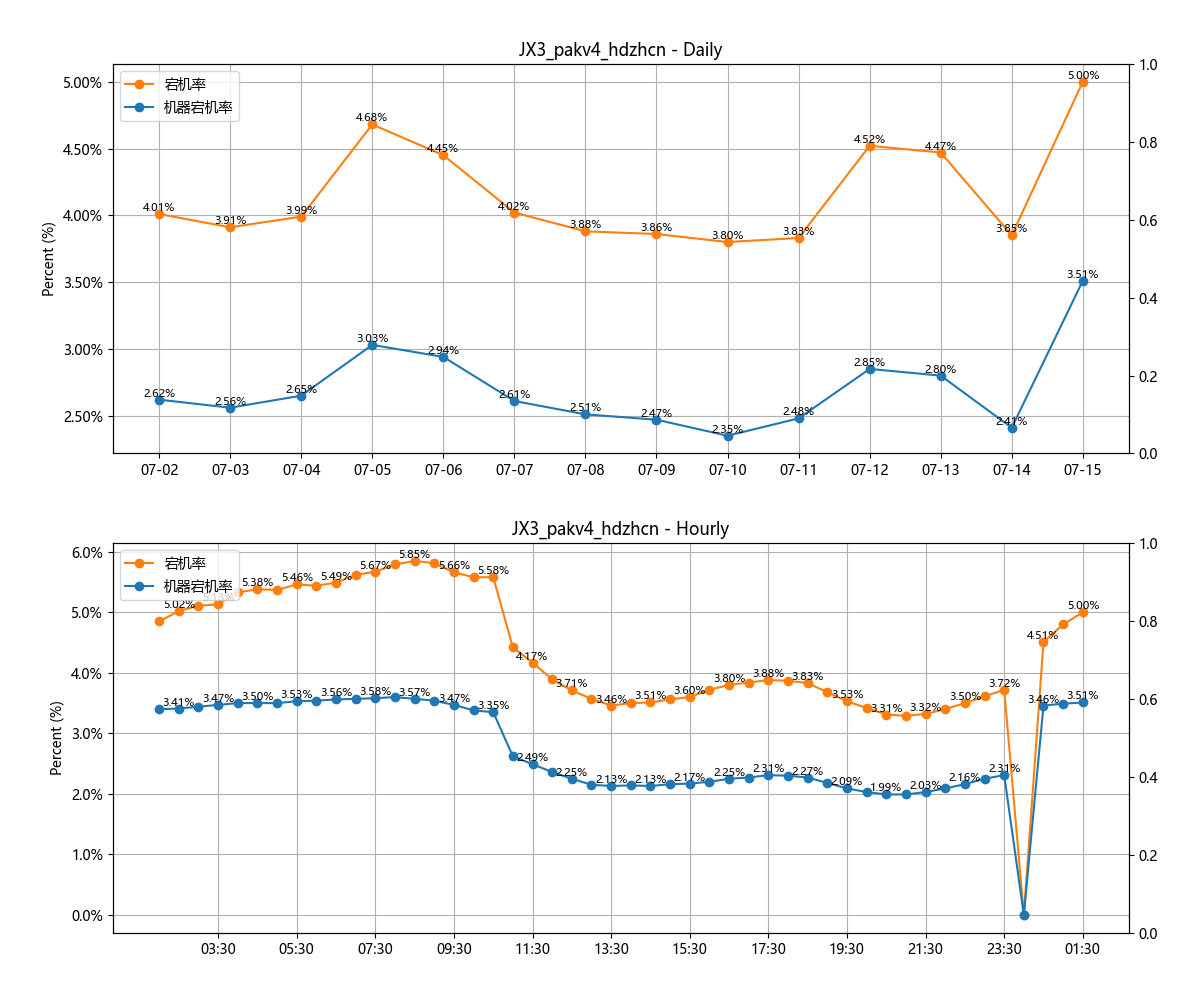 JX3_pakv4_hdzhcn - Daily
宕机率
机器宕机率
Percent (%)
5.00%
4.50%
4.00%
3.50%
3.00%
2.50%
1.0
0.8
0.6
0.4
0.2
0.0
4.01% 3.91% 3.99% 4.68% 4.45% 4.02% 3.88% 3.86% 3.80% 3.83% 4.52% 4.47% 3.85% 5.00%
2.62% 2.56% 2.65% 3.03% 2.94% 2.61% 2.51% 2.47% 2.35% 2.48% 2.85% 2.80% 2.41% 3.51%
07-02 07-03 07-04 07-05 07-06 07-07 07-08 07-09 07-10 07-11 07-12 07-13 07-14 07-15
JX3_pakv4_hdzhcn - Hourly
宕机率
机器宕机率
Percent (%)
6.0%
5.0%
4.0%
3.0%
2.0%
1.0%
0.0%
1.0
0.8
0.6
0.4
0.2
0.0
5.02% 5.13% 5.38% 5.46% 5.49% 5.67% 5.85% 5.66% 5.58% 4.17% 3.71% 3.46% 3.51% 3.60% 3.80% 3.88% 3.83% 3.53% 3.31% 3.32% 3.50% 3.72% 4.51% 5.00%
3.41% 3.47% 3.50% 3.53% 3.56% 3.58% 3.57% 3.47% 3.35% 2.49% 2.25% 2.13% 2.13% 2.17% 2.25% 2.31% 2.27% 2.09% 1.99% 2.03% 2.16% 2.31% 3.46% 3.51%
03:30 05:30 07:30 09:30 11:30 13:30 15:30 17:30 19:30 21:30 23:30 01:30